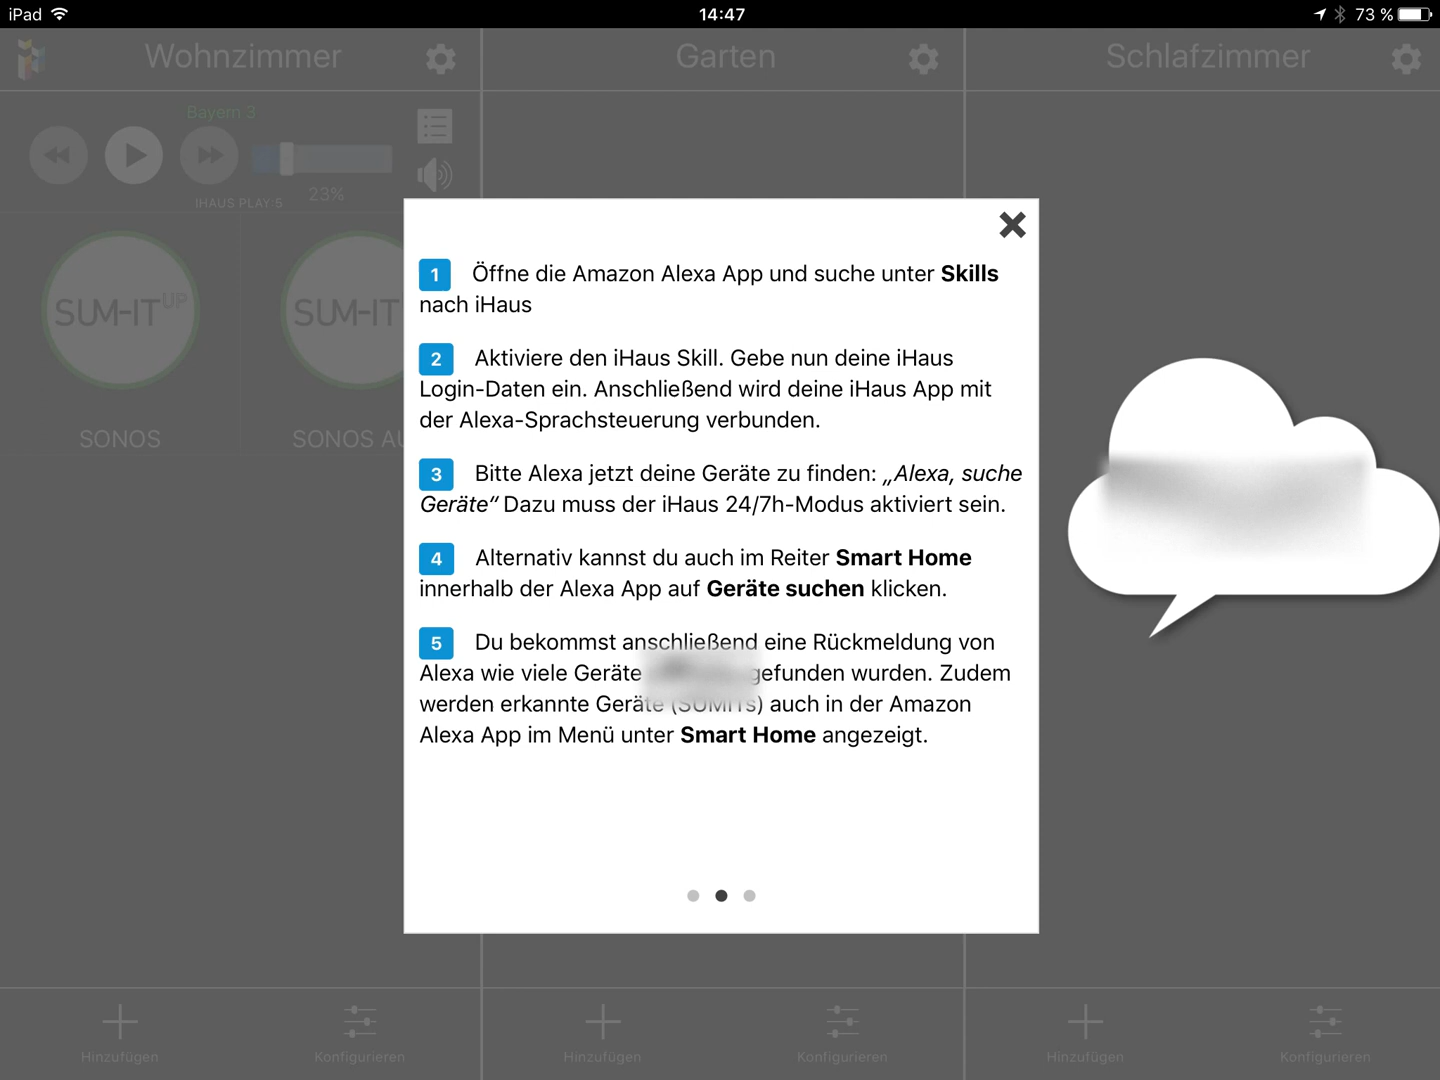 iPad 14:47 73 %
Wohnzimmer Garten Schlafzimmer
Bayern 3
23%
IHAUS PLAY:5
SUM-ITUP SUM-IT
SONOS SONOS AU
1 Öffne die Amazon Alexa App und suche unter Skills
nach iHaus
2 Aktiviere den iHaus Skill. Gebe nun deine iHaus
Login-Daten ein. Anschließend wird deine iHaus App mit
der Alexa-Sprachsteuerung verbunden.
3 Bitte Alexa jetzt deine Geräte zu finden: „Alexa, suche
Geräte“ Dazu muss der iHaus 24/7h-Modus aktiviert sein.
4 Alternativ kannst du auch im Reiter Smart Home
innerhalb der Alexa App auf Geräte suchen klicken.
5 Du bekommst anschließend eine Rückmeldung von
Alexa wie viele Geräte gefunden wurden. Zudem
werden erkannte Geräte (SUMITs) auch in der Amazon
Alexa App im Menü unter Smart Home angezeigt.
Hinzufügen Konfigurieren Hinzufügen Konfigurieren Hinzufügen Konfigurieren